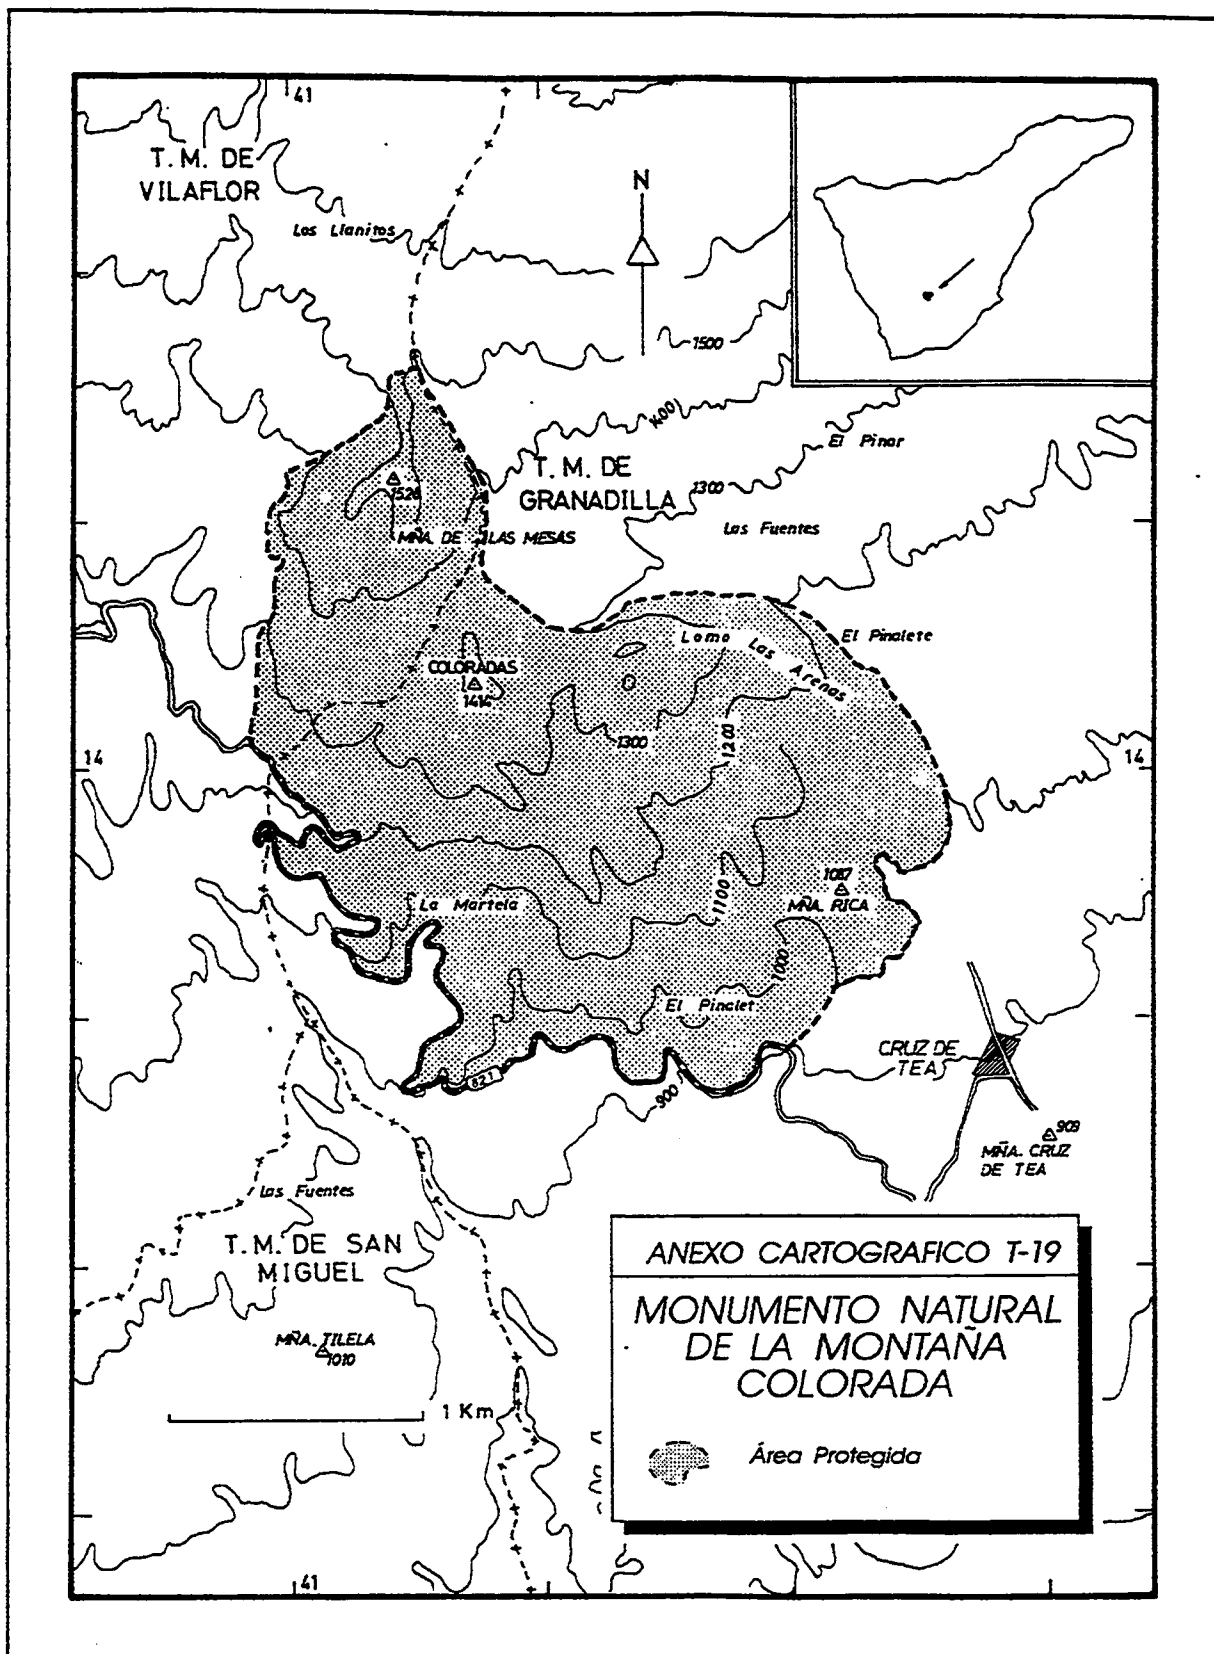 41
T. M. DE
VILAFLOR
Los Llanitos
N
1500
1400
El Pinar
T. M. DE
GRANADILLA
1300
Las Fuentes
1526
MÑA. DE LAS MESAS
Lomo Las Arenas
El Pinalete
COLORADAS
1414
1300
1200
14
14
1087
MÑA. RICA
La Martela
1100
1000
El Pinalet
CRUZ DE
TEA
821
900
909
MÑA. CRUZ
DE TEA
Las Fuentes
T. M. DE SAN
MIGUEL
MÑA. TILELA
1010
1 Km
41
ANEXO CARTOGRAFICO T-19
MONUMENTO NATURAL
DE LA MONTAÑA
COLORADA
Área Protegida